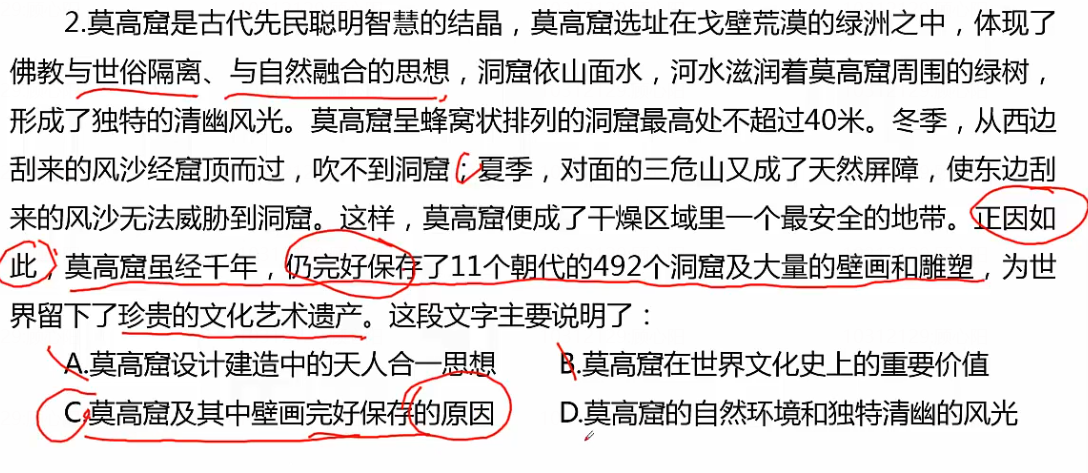 2.莫高窟是古代先民聪明智慧的结晶，莫高窟选址在戈壁荒漠的绿洲之中，体现了
佛教与世俗隔离、与自然融合的思想，洞窟依山面水，河水滋润着莫高窟周围的绿树，
形成了独特的清幽风光。莫高窟呈蜂窝状排列的洞窟最高处不超过40米。冬季，从西边
刮来的风沙经窟顶而过，吹不到洞窟；夏季，对面的三危山又成了天然屏障，使东边刮
来的风沙无法威胁到洞窟。这样，莫高窟便成了干燥区域里一个最安全的地带。正因如
此，莫高窟虽经千年，仍完好保存了11个朝代的492个洞窟及大量的壁画和雕塑，为世
界留下了珍贵的文化艺术遗产。这段文字主要说明了：
A.莫高窟设计建造中的天人合一思想 B.莫高窟在世界文化史上的重要价值
C.莫高窟及其中壁画完好保存的原因 D.莫高窟的自然环境和独特清幽的风光